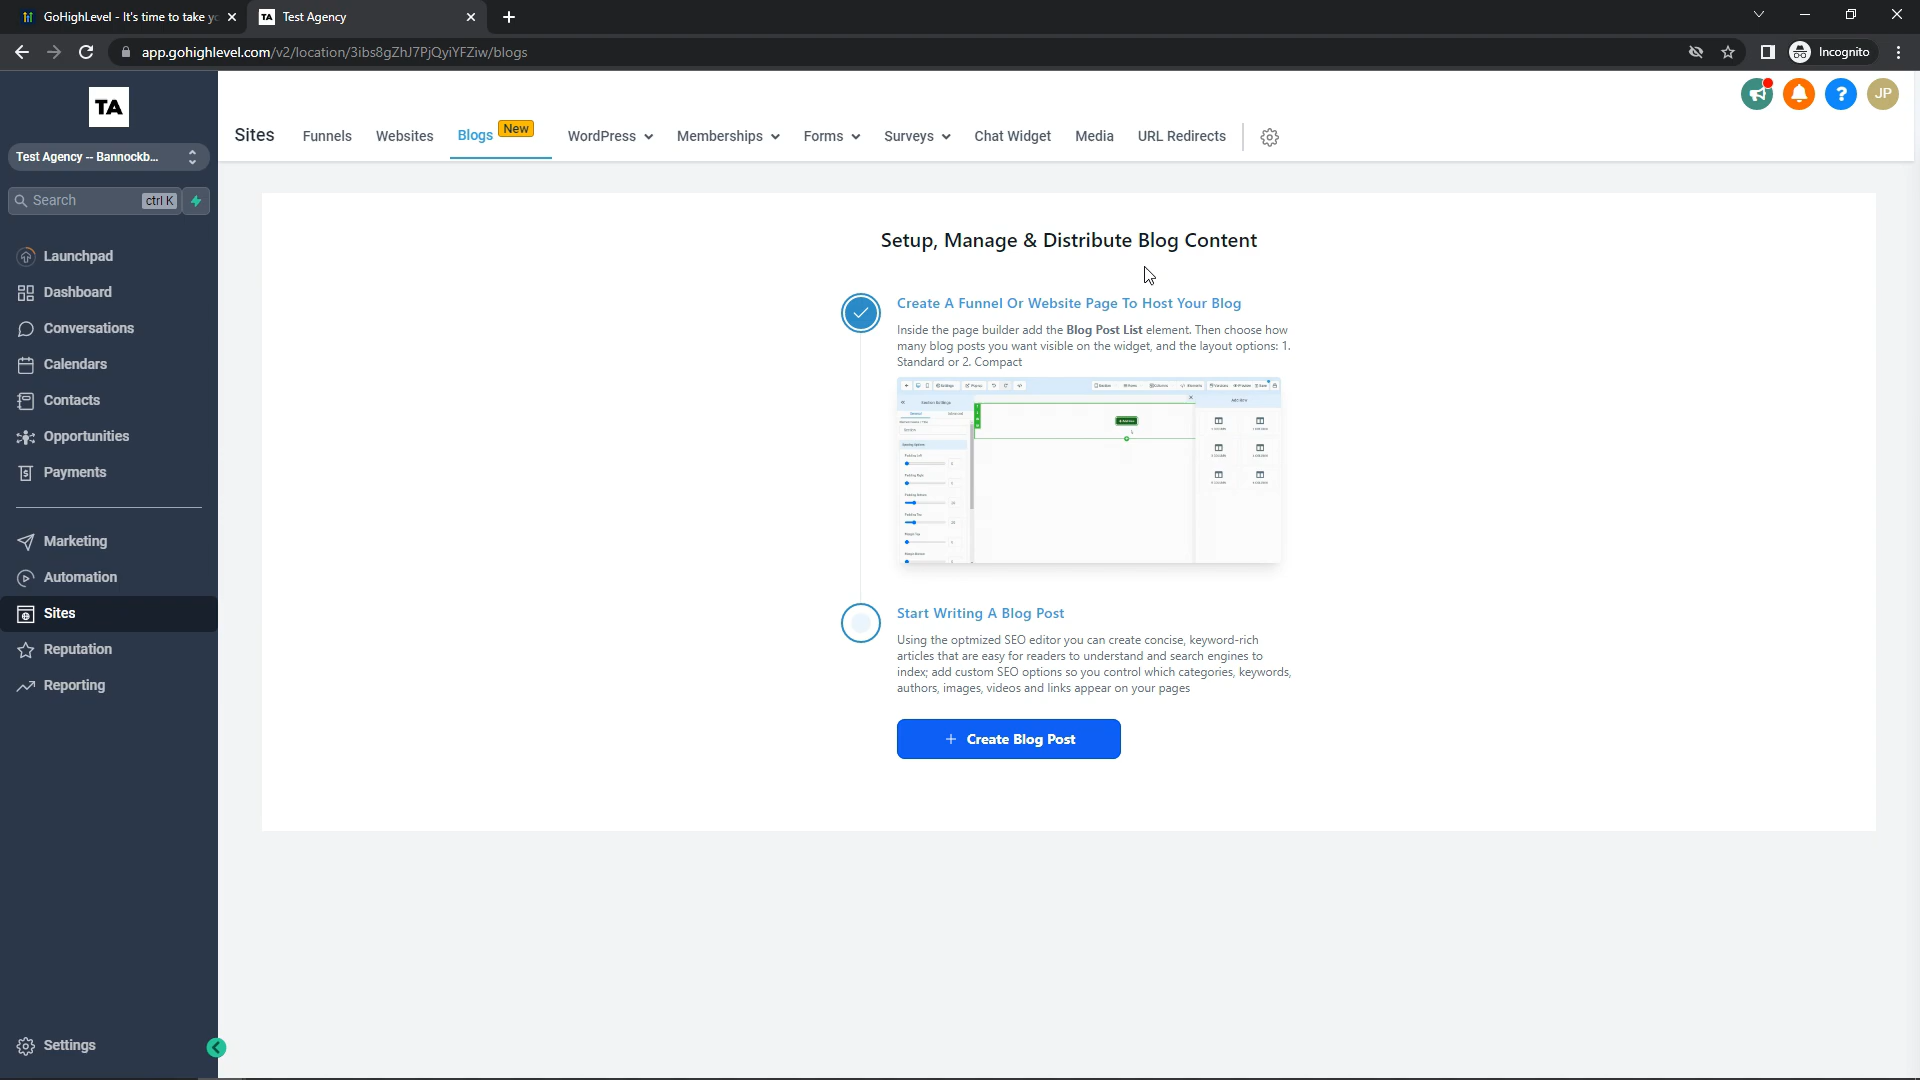 GoHighLevel - It's time to take yo
TA Test Agency
app.gohighlevel.com/v2/location/3ibs8gZhJ7PjQyiYFZiw/blogs
Incognito
TA
JP
Test Agency -- Bannockb...
Sites
Funnels
Websites
Blogs New
WordPress
Memberships
Forms
Surveys
Chat Widget
Media
URL Redirects
Search ctrl K
Launchpad
Dashboard
Conversations
Calendars
Contacts
Opportunities
Payments
Marketing
Automation
Sites
Reputation
Reporting
Settings
Setup, Manage & Distribute Blog Content
Create A Funnel Or Website Page To Host Your Blog
Inside the page builder add the Blog Post List element. Then choose how
many blog posts you want visible on the widget, and the layout options: 1.
Standard or 2. Compact
Start Writing A Blog Post
Using the optmized SEO editor you can create concise, keyword-rich
articles that are easy for readers to understand and search engines to
index; add custom SEO options so you control which categories, keywords,
authors, images, videos and links appear on your pages
+ Create Blog Post